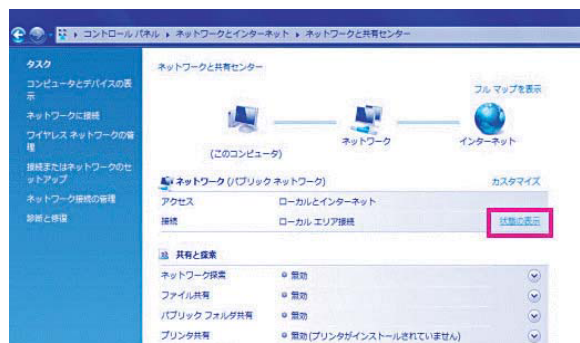 コントロール パネル ▸ ネットワークとインターネット ▸ ネットワークと共有センター
タスク
コンピュータとデバイスの表
示
ネットワークに接続
ワイヤレス ネットワークの管
理
接続またはネットワークのセ
ットアップ
ネットワーク接続の管理
診断と修復
ネットワークと共有センター
フル マップを表示
(このコンピュータ)
ネットワーク
インターネット
ネットワーク (パブリック ネットワーク)
カスタマイズ
アクセス
ローカルとインターネット
接続
ローカル エリア接続
状態の表示
共有と探索
ネットワーク探索
無効
ファイル共有
無効
パブリック フォルダ共有
無効
プリンタ共有
無効(プリンタがインストールされていません)